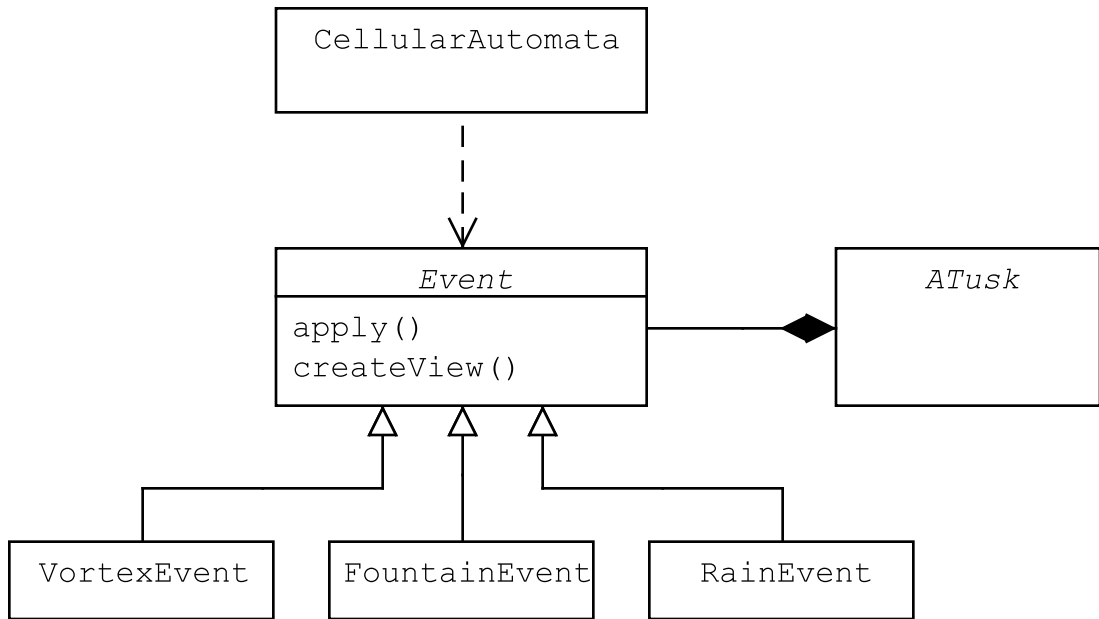 CellularAutomata
Event
apply()
createView()
ATusk
VortexEvent
FountainEvent
RainEvent